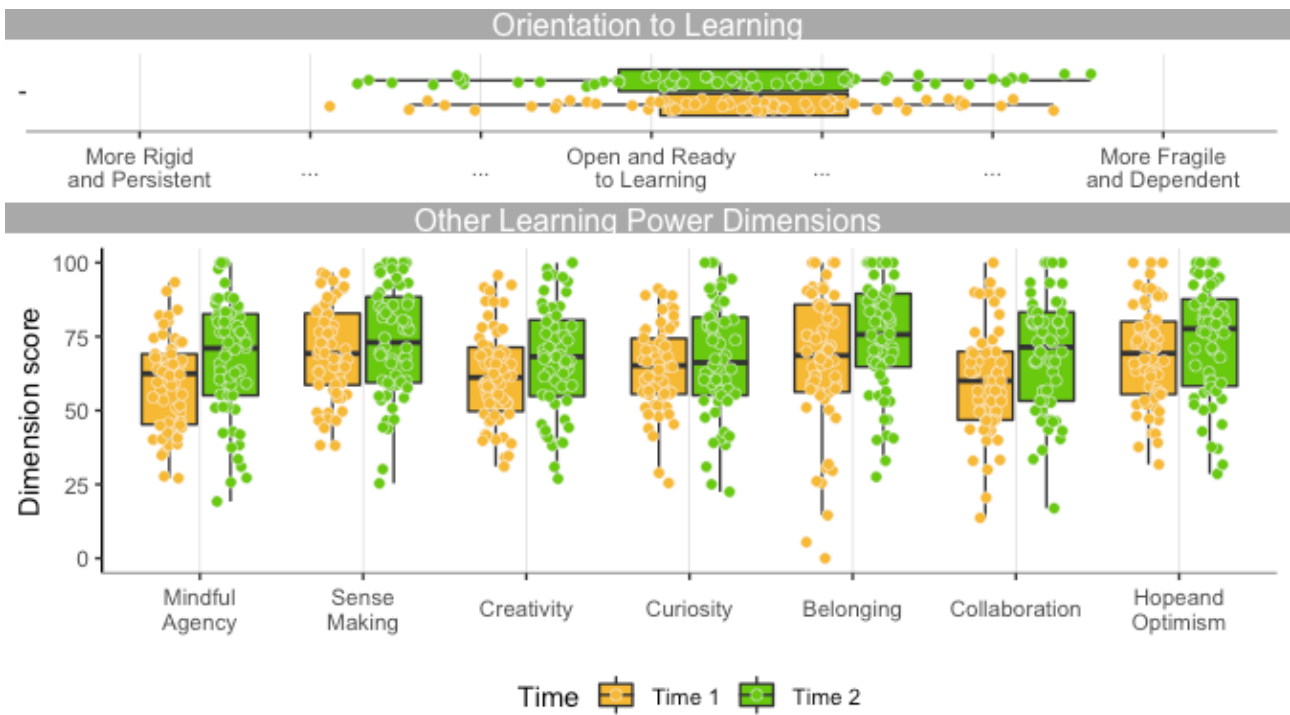 Orientation to Learning
-
More Rigid
and Persistent
...
...
Open and Ready
to Learning
...
...
More Fragile
and Dependent
Other Learning Power Dimensions
Dimension score
100
75
50
25
0
Mindful
Agency
Sense
Making
Creativity
Curiosity
Belonging
Collaboration
Hopeand
Optimism
Time
Time 1
Time 2